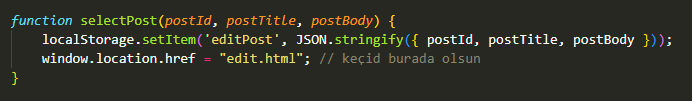 function selectPost(postId, postTitle, postBody) {
    localStorage.setItem('editPost', JSON.stringify({ postId, postTitle, postBody }));
    window.location.href = "edit.html"; // keçid burada olsun
}